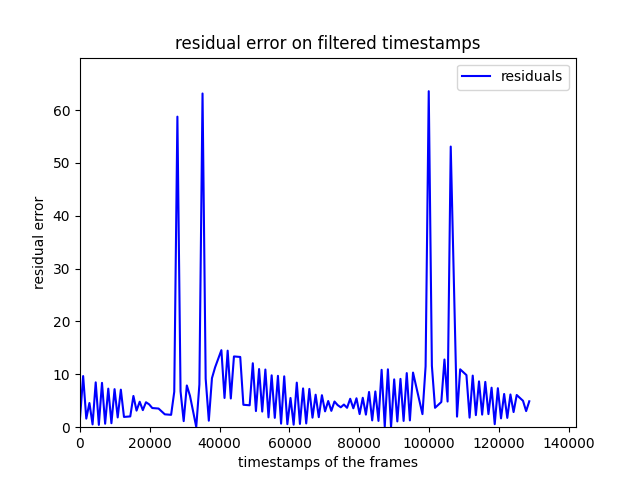 residual error on filtered timestamps
residuals
residual error
60
50
40
30
20
10
0
0 20000 40000 60000 80000 100000 120000 140000
timestamps of the frames